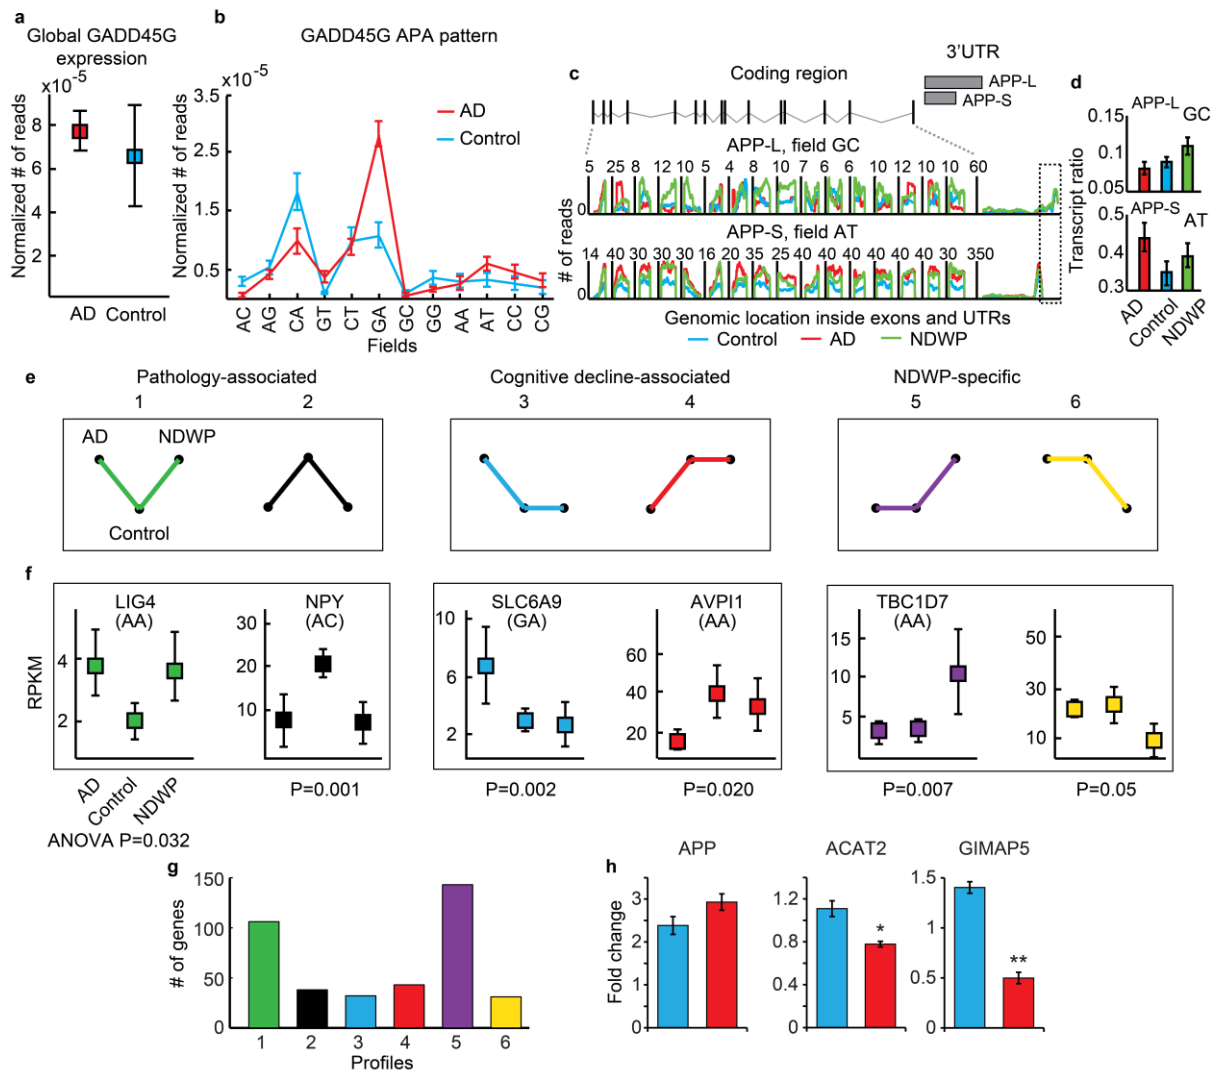 a
Global GADD45G
expression
x10^-5
Normalized # of reads
8
6
4
2
AD
Control
b
GADD45G APA pattern
x10^-5
Normalized # of reads
3.5
2.5
1.5
0.5
AD
Control
AC
AG
CA
GT
CT
GA
GC
GG
AA
AT
CC
CG
Fields
c
Coding region
3'UTR
APP-L
APP-S
APP-L, field GC
5 25 8 12 10 5 4 8 10 7 6 6 10 12 10 10 60
0
# of reads
APP-S, field AT
14 40 30 40 30 16 20 35 25 40 40 30 40 40 40 30 350
0
Genomic location inside exons and UTRs
Control
AD
NDWP
d
APP-L
GC
0.15
0.1
0.05
Transcript ratio
APP-S
AT
0.5
0.4
0.3
AD
Control
NDWP
e
Pathology-associated
Cognitive decline-associated
NDWP-specific
1
2
3
4
5
6
AD
NDWP
Control
f
RPKM
LIG4
(AA)
4
2
AD
Control
NDWP
ANOVA P=0.032
NPY
(AC)
30
20
10
P=0.001
SLC6A9
(GA)
10
6
2
P=0.002
AVPI1
(AA)
60
40
20
P=0.020
TBC1D7
(AA)
15
10
5
P=0.007
50
30
10
P=0.05
g
# of genes
150
100
50
0
1
2
3
4
5
6
Profiles
h
Fold change
APP
3
2
1
0
ACAT2
1.2
0.8
0.4
0
*
GIMAP5
1.5
1
0.5
0
**